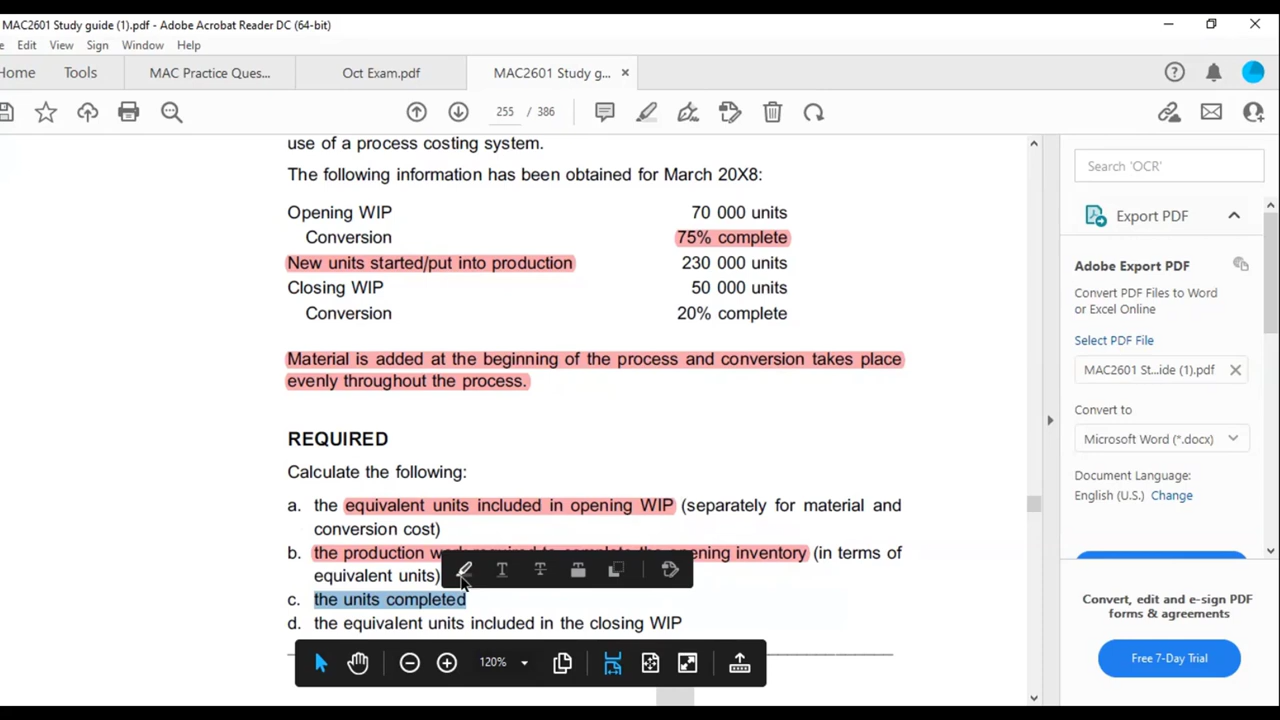 MAC2601 Study guide (1).pdf - Adobe Acrobat Reader DC (64-bit)
Edit View Sign Window Help
Home Tools MAC Practice Ques... Oct Exam.pdf MAC2601 Study g... ×
255 / 386
use of a process costing system.
The following information has been obtained for March 20X8:
Opening WIP 70 000 units
Conversion 75% complete
New units started/put into production 230 000 units
Closing WIP 50 000 units
Conversion 20% complete
Material is added at the beginning of the process and conversion takes place
evenly throughout the process.
REQUIRED
Calculate the following:
a. the equivalent units included in opening WIP (separately for material and
conversion cost)
b. the production work required to complete the opening inventory (in terms of
equivalent units)
c. the units completed
d. the equivalent units included in the closing WIP
120%
Search 'OCR'
Export PDF
Adobe Export PDF
Convert PDF Files to Word
or Excel Online
Select PDF File
MAC2601 St...ide (1).pdf
Convert to
Microsoft Word (*.docx)
Document Language:
English (U.S.) Change
Convert, edit and e-sign PDF
forms & agreements
Free 7-Day Trial